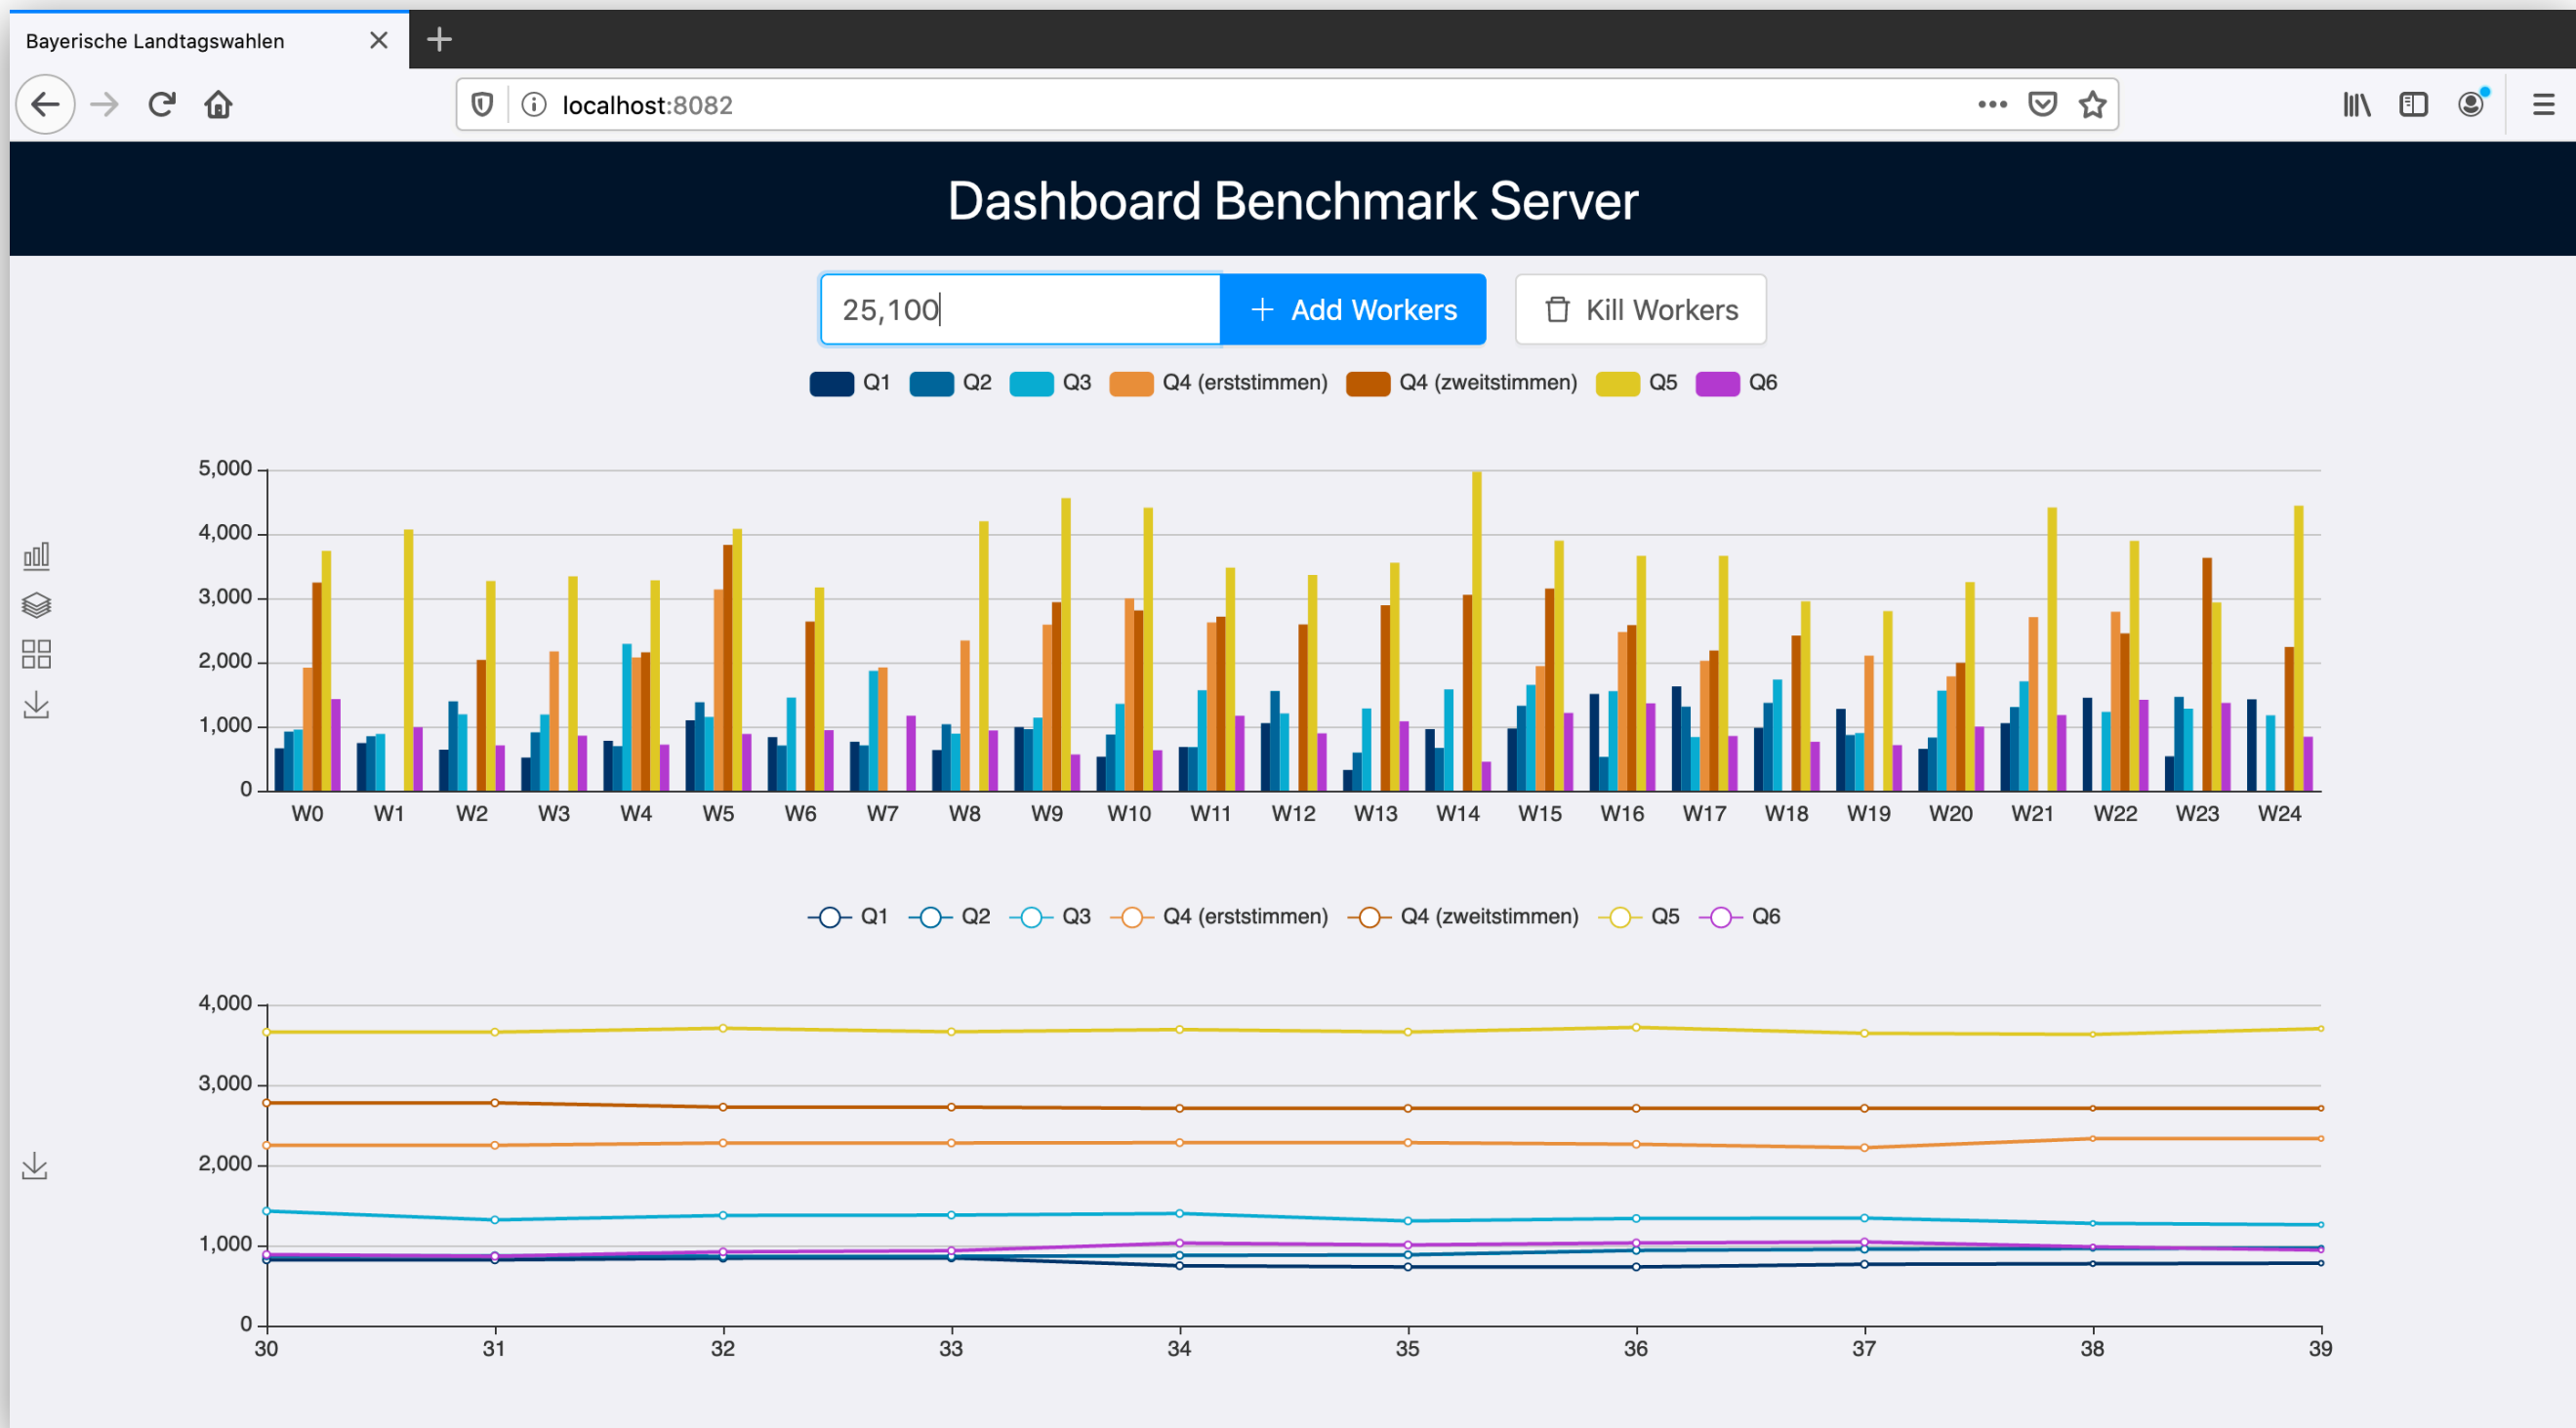 Bayerische Landtagswahlen
localhost:8082
Dashboard Benchmark Server
25,100 Add Workers Kill Workers
Q1 Q2 Q3 Q4 (erststimmen) Q4 (zweitstimmen) Q5 Q6
5,000
4,000
3,000
2,000
1,000
0
W0 W1 W2 W3 W4 W5 W6 W7 W8 W9 W10 W11 W12 W13 W14 W15 W16 W17 W18 W19 W20 W21 W22 W23 W24
Q1 Q2 Q3 Q4 (erststimmen) Q4 (zweitstimmen) Q5 Q6
4,000
3,000
2,000
1,000
0
30 31 32 33 34 35 36 37 38 39